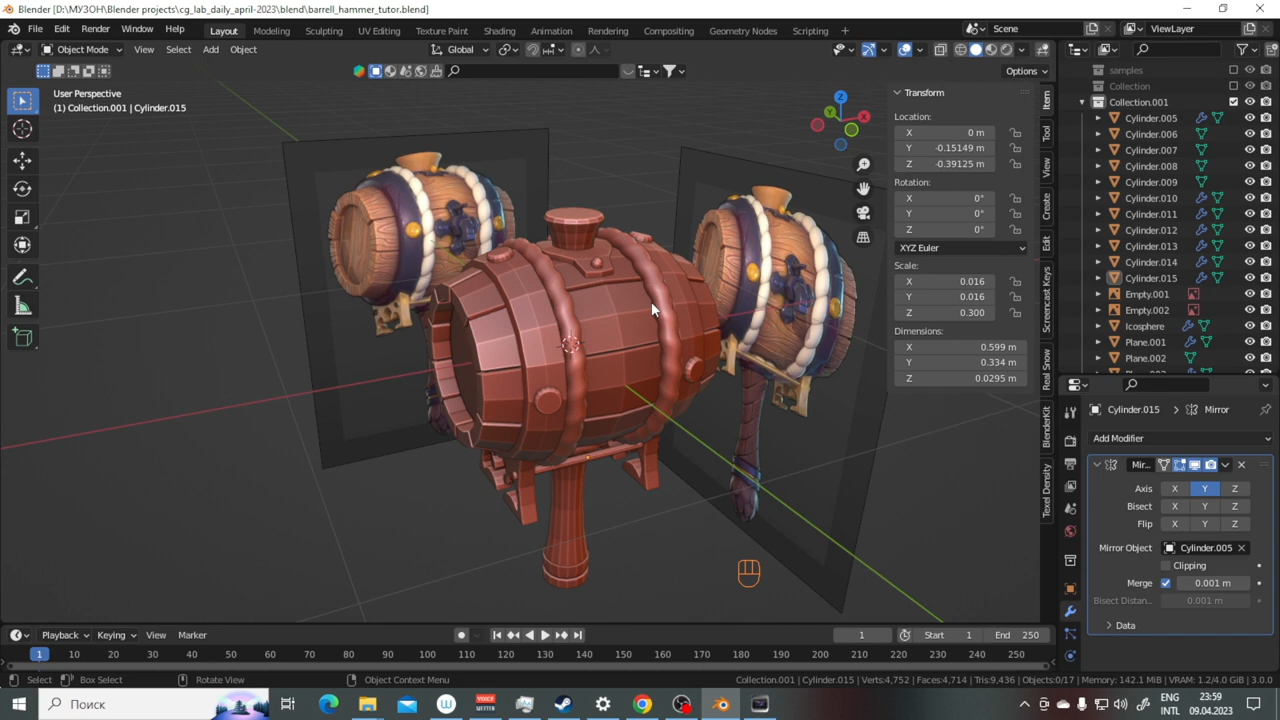 Blender [D:\МУЗОН\Blender projects\cg_lab_daily_april-2023\blend\barrell_hammer_tutor.blend]
File Edit Render Window Help Layout Modeling Sculpting UV Editing Texture Paint Shading Animation Rendering Compositing Geometry Nodes Scripting Scene ViewLayer
Object Mode View Select Add Object Global
Options
User Perspective
(1) Collection.001 | Cylinder.015
Z
X
Y
Transform
Location:
X 0 m
Y -0.15149 m
Z -0.39125 m
Rotation:
X 0°
Y 0°
Z 0°
XYZ Euler
Scale:
X 0.016
Y 0.016
Z 0.300
Dimensions:
X 0.599 m
Y 0.334 m
Z 0.0295 m
Item
Tool
View
Create
Edit
Screencast Keys
Real Snow
BlenderKit
Texel Density
samples
Collection
Collection.001
Cylinder.005
Cylinder.006
Cylinder.007
Cylinder.008
Cylinder.009
Cylinder.010
Cylinder.011
Cylinder.012
Cylinder.013
Cylinder.014
Cylinder.015
Empty.001
Empty.002
Icosphere
Plane.001
Plane.002
Cylinder.015 Mirror
Add Modifier
Mir...
Axis X Y Z
Bisect X Y Z
Flip X Y Z
Mirror Object Cylinder.005
Clipping
Merge 0.001 m
Bisect Distan... 0.001 m
Data
Playback Keying View Marker 1 Start 1 End 250
1 10 20 30 40 50 60 70 80 90 100 110 120 130 140 150 160 170 180 190 200 210 220 230 240 250
Select Box Select Rotate View Object Context Menu Collection.001 | Cylinder.015 | Verts:4,752 | Faces:4,714 | Tris:9,436 | Objects:0/17 | Memory: 142.1 MiB | VRAM: 1.2/4.0 GiB | 3.0.0
Поиск
ENG
INTL
23:59
09.04.2023